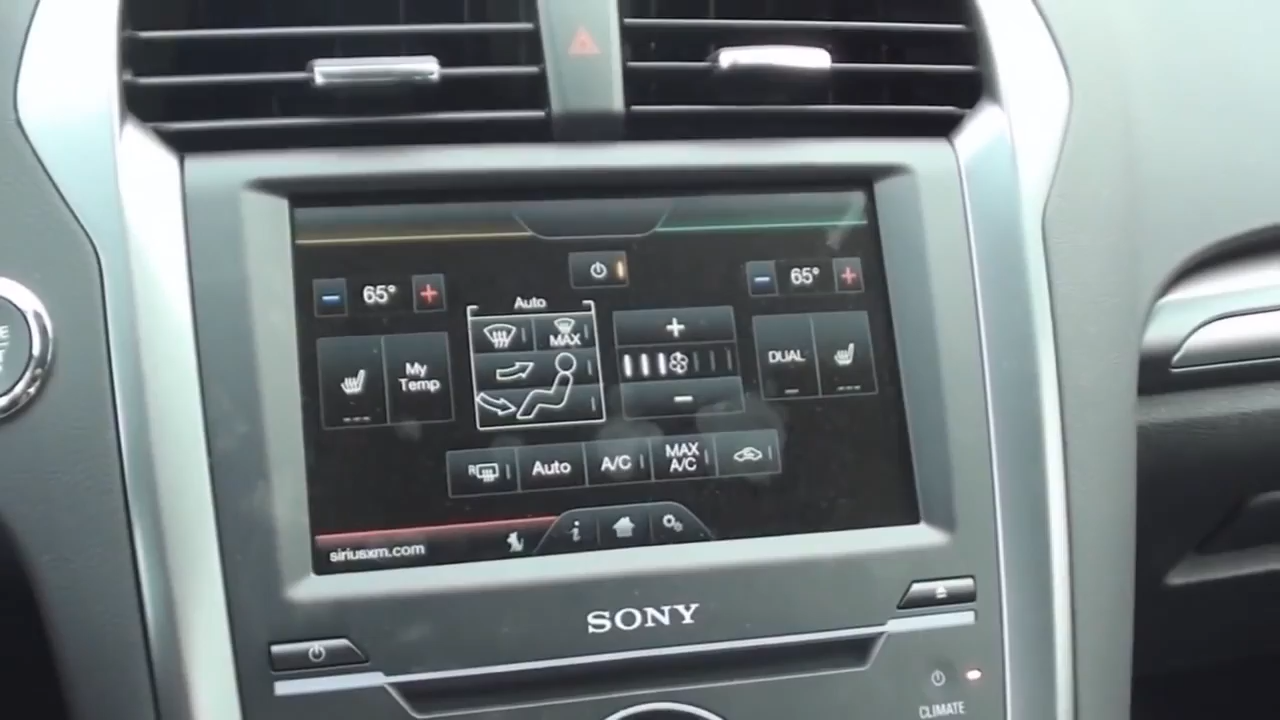 65°
65°
Auto
MAX
My
Temp
DUAL
R
Auto
A/C
MAX
A/C
siriusxm.com
SONY
CLIMATE